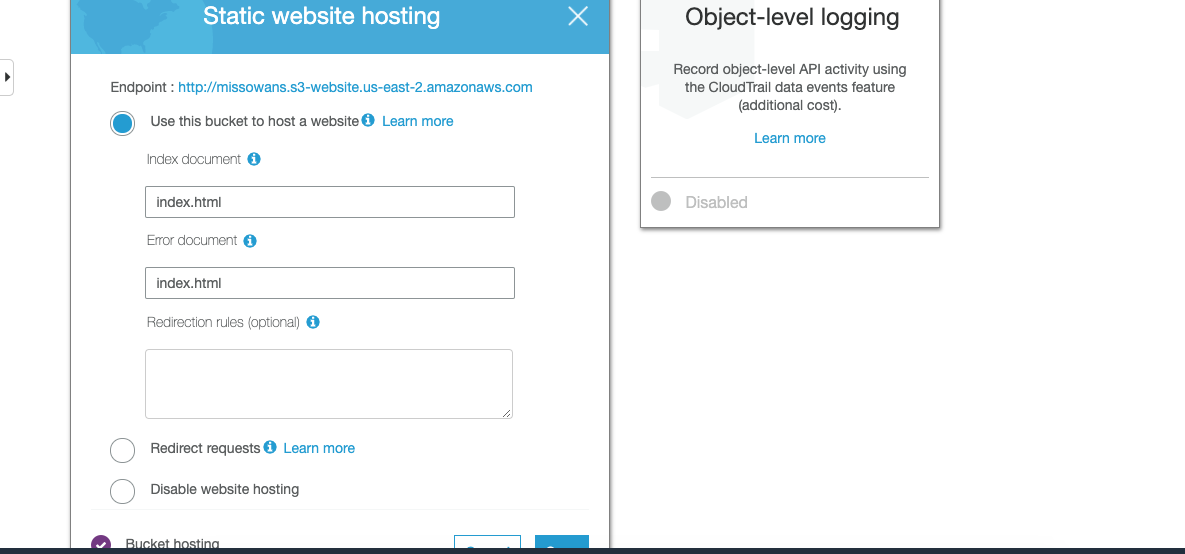 Static website hosting
Endpoint : http://missowans.s3-website.us-east-2.amazonaws.com
Use this bucket to host a website Learn more
Index document
index.html
Error document
index.html
Redirection rules (optional)
Redirect requests Learn more
Disable website hosting
Bucket hosting
Object-level logging
Record object-level API activity using
the CloudTrail data events feature
(additional cost).
Learn more
Disabled